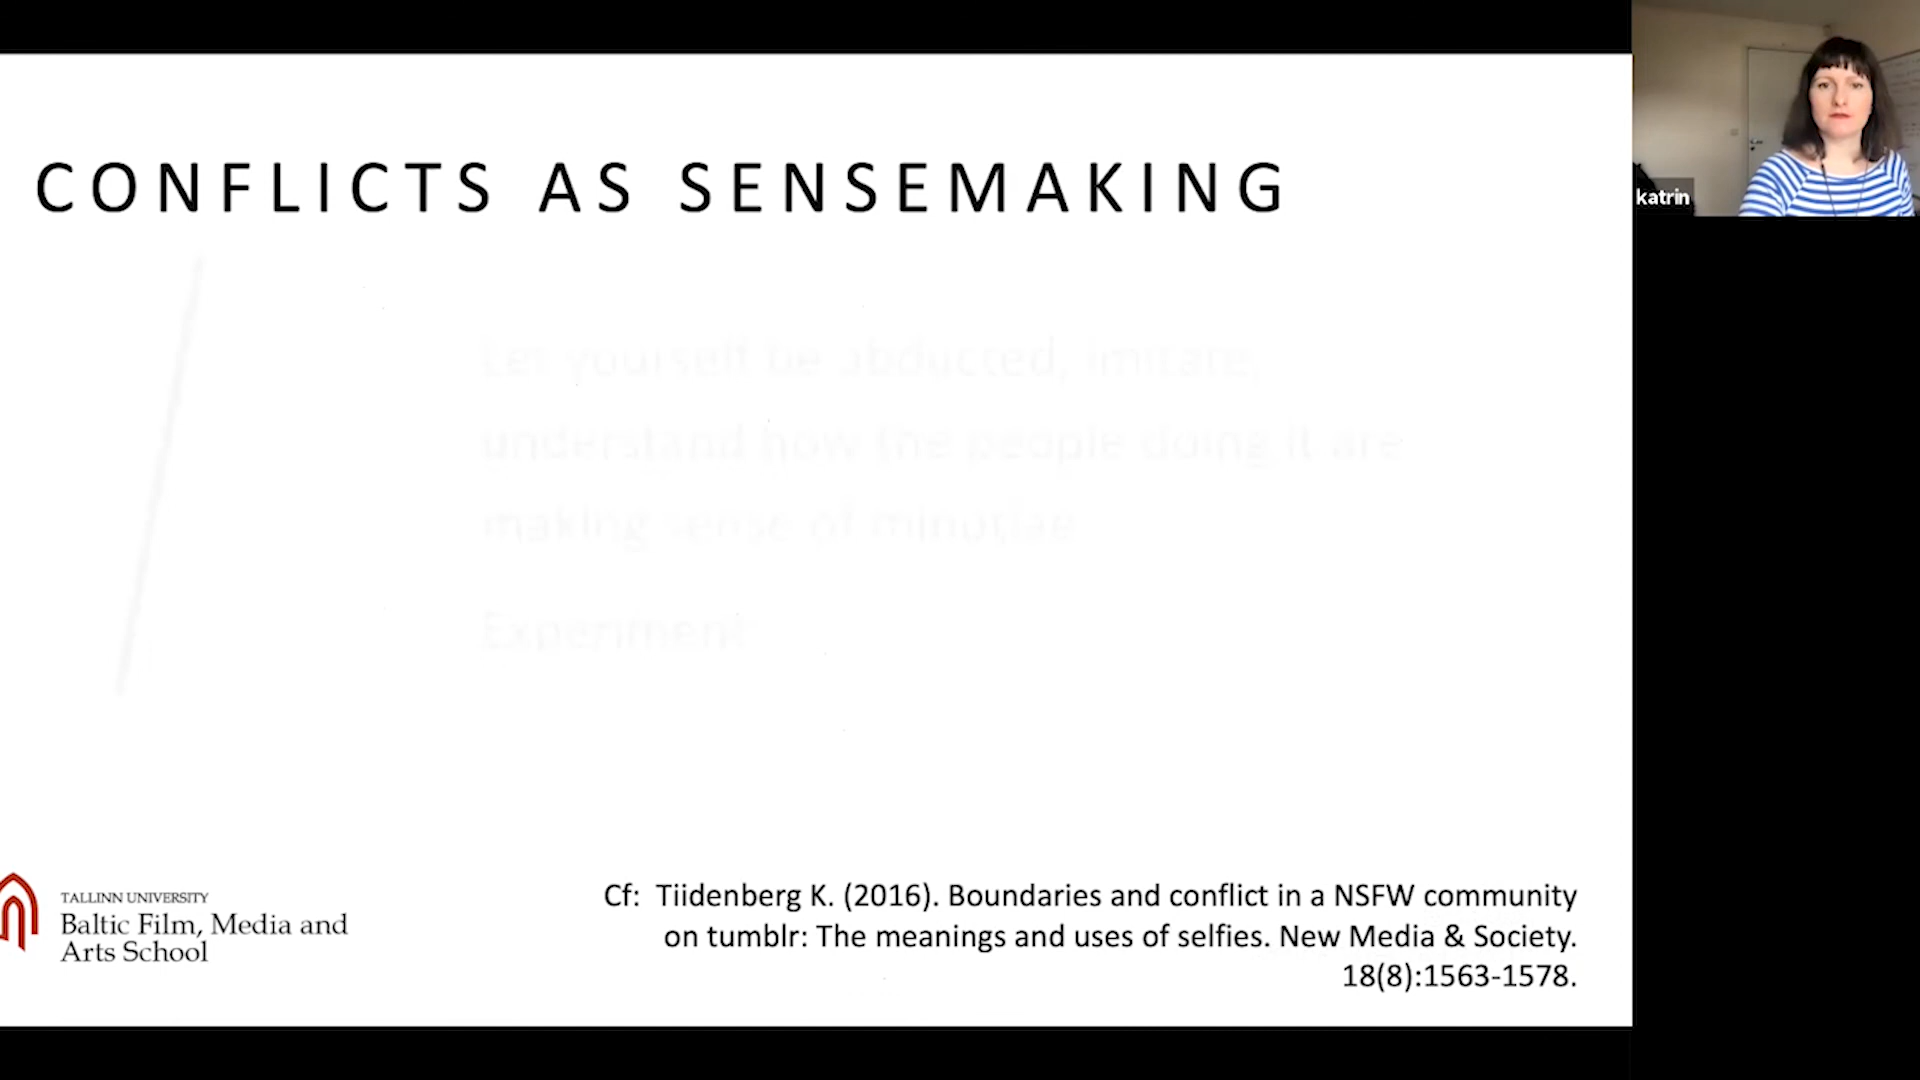 CONFLICTS AS SENSEMAKING
katrin
Let yourself be abducted, imitate,
understand how the people doing it are
making sense of minutiae
Experiment
TALLINN UNIVERSITY
Baltic Film, Media and
Arts School
Cf: Tiidenberg K. (2016). Boundaries and conflict in a NSFW community
on tumblr: The meanings and uses of selfies. New Media & Society.
18(8):1563-1578.